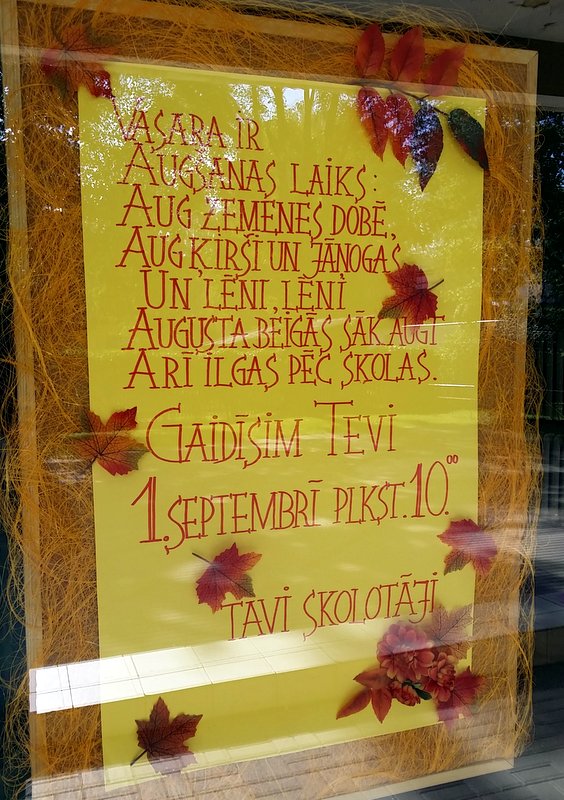 VASARA IR
AUGŠANAS LAIKS:
AUG ZEMENES DOBĒ,
AUG ĶIRŠI UN JĀŅOGAS
UN LĒNI, LĒNI
AUGUSTA BEIGĀS SĀK AUGT
ARĪ ILGAS PĒC SKOLAS.
GAIDĪSIM TEVI
1. SEPTEMBRĪ PLKST. 10.00
TAVI SKOLOTĀJI